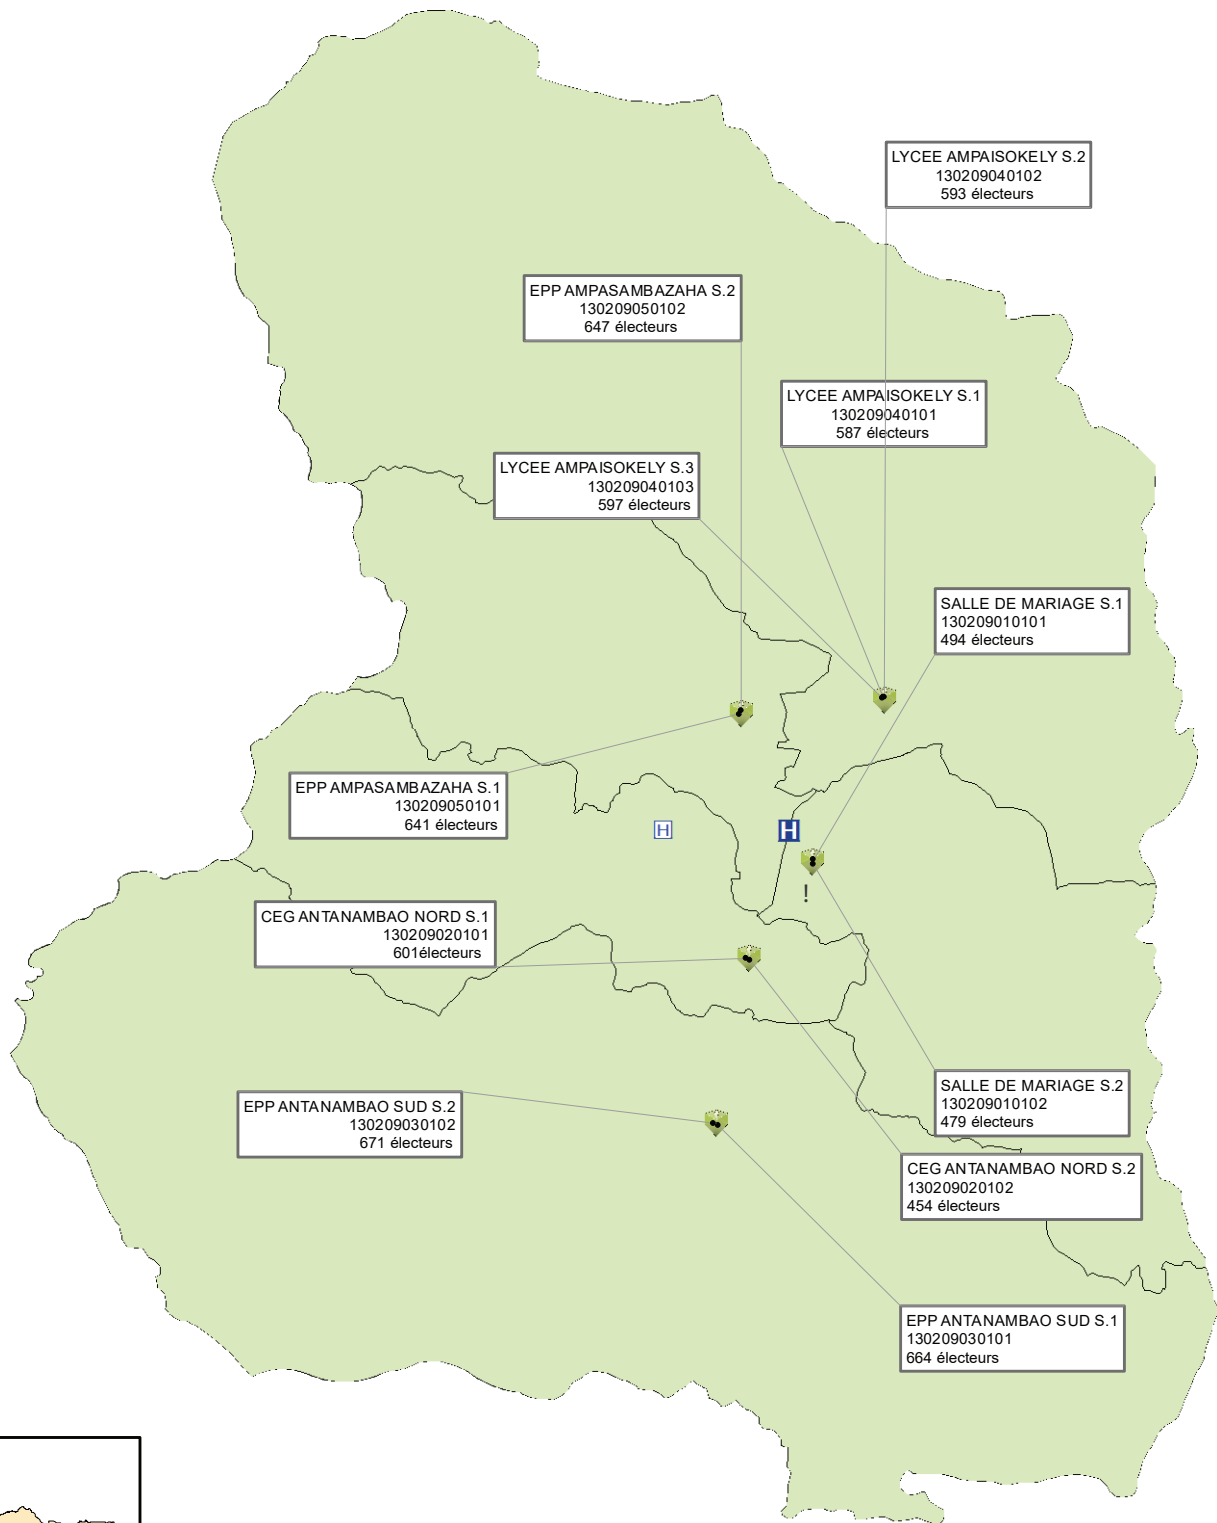 LYCEE AMPAISOKELY S.2
130209040102
593 électeurs
EPP AMPASAMBAZAHA S.2
130209050102
647 électeurs
LYCEE AMPAISOKELY S.1
130209040101
587 électeurs
LYCEE AMPAISOKELY S.3
130209040103
597 électeurs
SALLE DE MARIAGE S.1
130209010101
494 électeurs
EPP AMPASAMBAZAHA S.1
130209050101
641 électeurs
H
H
!
CEG ANTANAMBAO NORD S.1
130209020101
601électeurs
SALLE DE MARIAGE S.2
130209010102
479 électeurs
EPP ANTANAMBAO SUD S.2
130209030102
671 électeurs
CEG ANTANAMBAO NORD S.2
130209020102
454 électeurs
EPP ANTANAMBAO SUD S.1
130209030101
664 électeurs